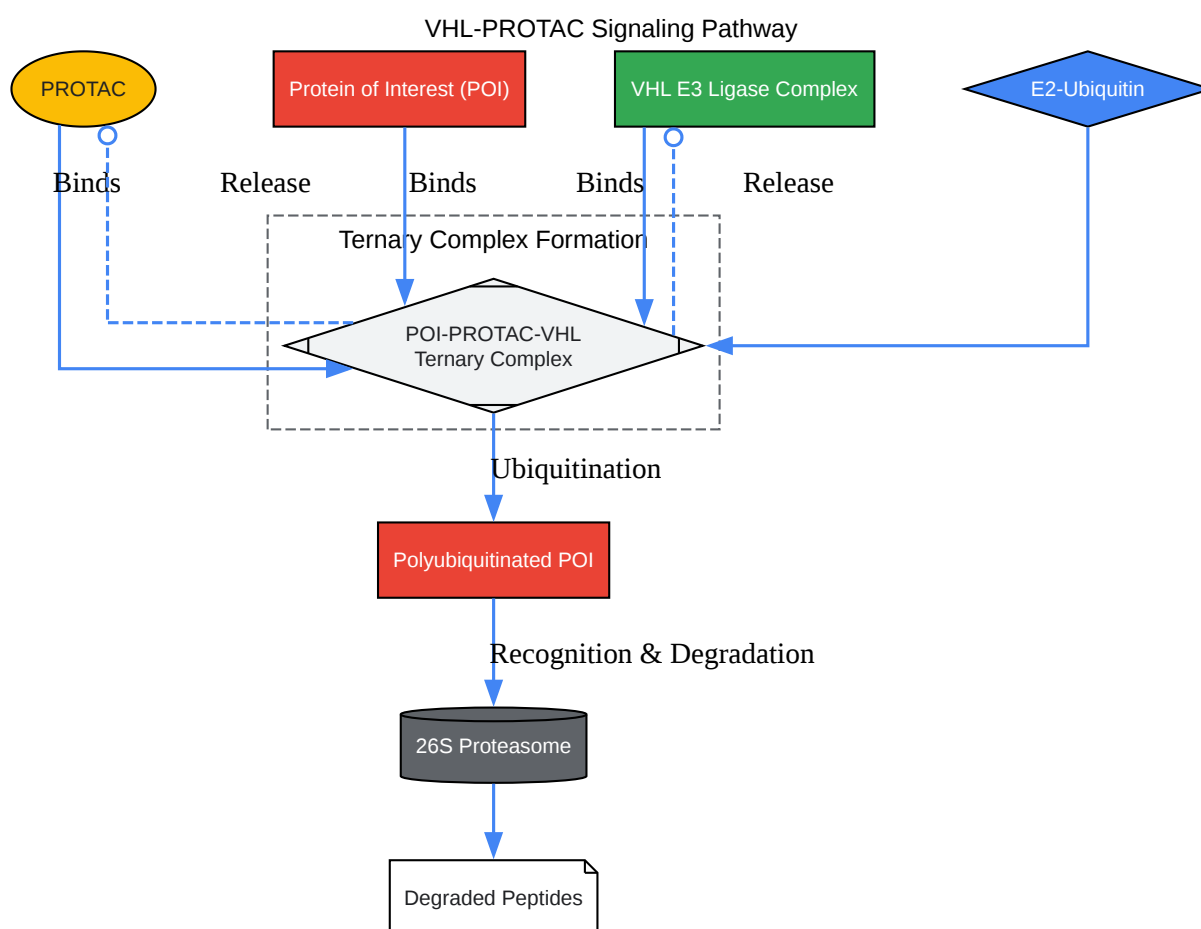 VHL-PROTAC Signaling Pathway
PROTAC
Protein of Interest (POI)
VHL E3 Ligase Complex
E2-Ubiquitin
Binds
Release
Binds
Binds
Release
Ternary Complex Formation
POI-PROTAC-VHL
Ternary Complex
Ubiquitination
Polyubiquitinated POI
Recognition & Degradation
26S Proteasome
Degraded Peptides